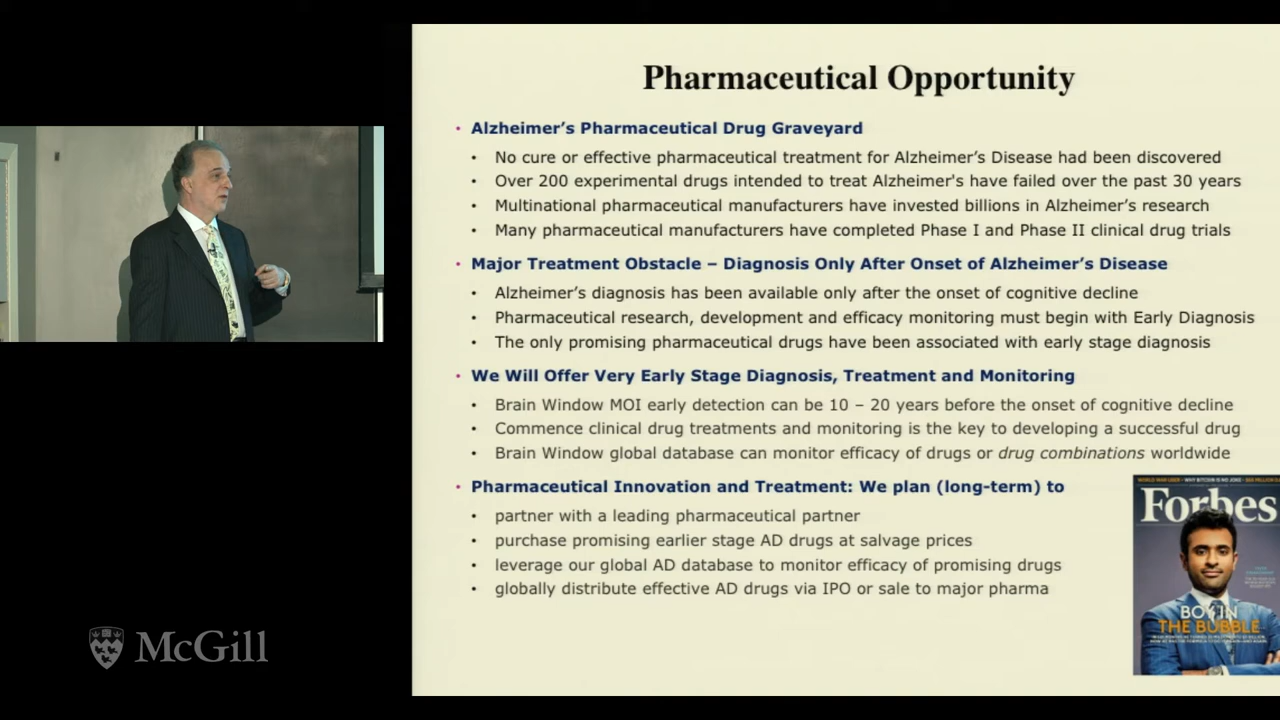 Pharmaceutical Opportunity
• Alzheimer’s Pharmaceutical Drug Graveyard
• No cure or effective pharmaceutical treatment for Alzheimer’s Disease had been discovered
• Over 200 experimental drugs intended to treat Alzheimer's have failed over the past 30 years
• Multinational pharmaceutical manufacturers have invested billions in Alzheimer’s research
• Many pharmaceutical manufacturers have completed Phase I and Phase II clinical drug trials
• Major Treatment Obstacle – Diagnosis Only After Onset of Alzheimer’s Disease
• Alzheimer’s diagnosis has been available only after the onset of cognitive decline
• Pharmaceutical research, development and efficacy monitoring must begin with Early Diagnosis
• The only promising pharmaceutical drugs have been associated with early stage diagnosis
• We Will Offer Very Early Stage Diagnosis, Treatment and Monitoring
• Brain Window MOI early detection can be 10 – 20 years before the onset of cognitive decline
• Commence clinical drug treatments and monitoring is the key to developing a successful drug
• Brain Window global database can monitor efficacy of drugs or drug combinations worldwide
• Pharmaceutical Innovation and Treatment: We plan (long-term) to
• partner with a leading pharmaceutical partner
• purchase promising earlier stage AD drugs at salvage prices
• leverage our global AD database to monitor efficacy of promising drugs
• globally distribute effective AD drugs via IPO or sale to major pharma
Forbes
BOY IN
THE BUBBLE
McGill